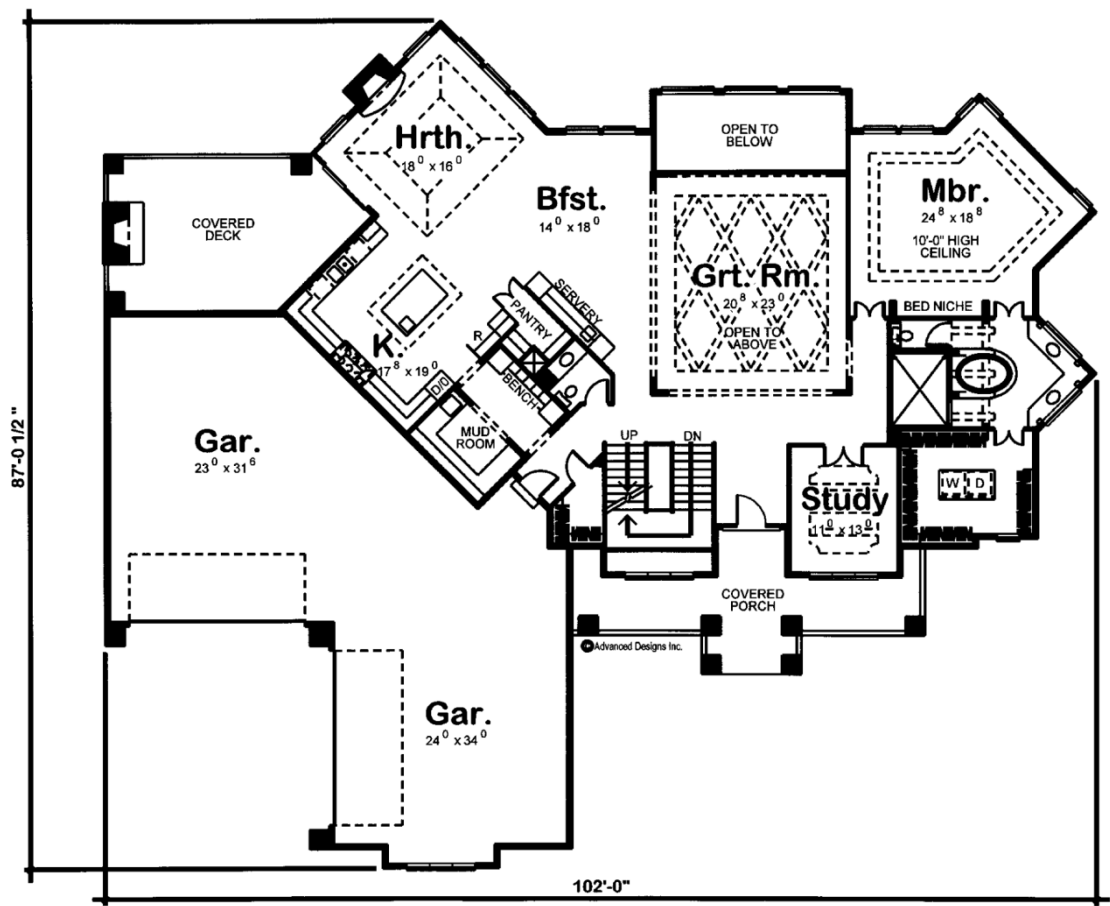 Hrth.
18⁰ x 16⁰
OPEN TO
BELOW
Mbr.
24⁸ x 18⁸
10'-0" HIGH
CEILING
Bfst.
14⁰ x 18⁰
COVERED
DECK
Grt. Rm.
20⁸ x 23⁰
OPEN TO
ABOVE
SERVERY
PANTRY
BED NICHE
R
K.
17⁸ x 19⁰
D/O
BENCH
MUD
ROOM
Gar.
23⁰ x 31⁶
UP
DN
Study
11⁰ x 13⁰
W
D
COVERED
PORCH
©Advanced Designs Inc.
Gar.
24⁰ x 34⁰
87'-0 1/2"
102'-0"